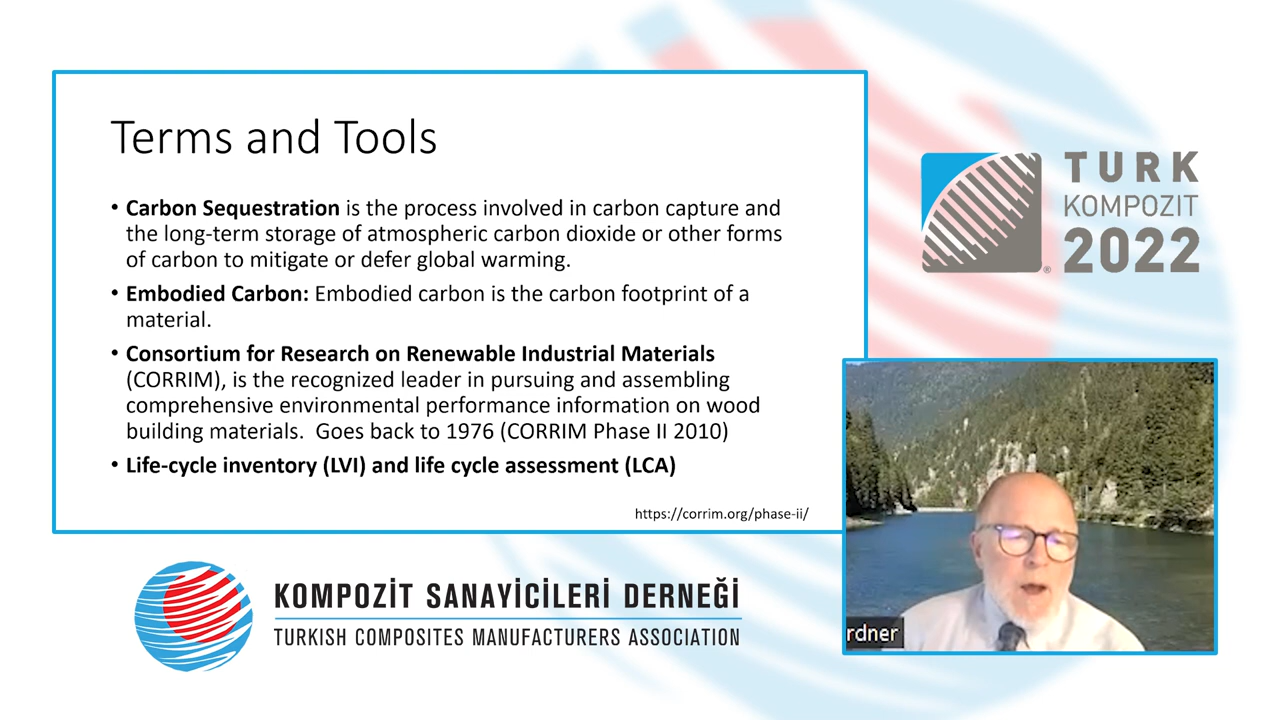 Terms and Tools
• Carbon Sequestration is the process involved in carbon capture and
the long-term storage of atmospheric carbon dioxide or other forms
of carbon to mitigate or defer global warming.
• Embodied Carbon: Embodied carbon is the carbon footprint of a
material.
• Consortium for Research on Renewable Industrial Materials
(CORRIM), is the recognized leader in pursuing and assembling
comprehensive environmental performance information on wood
building materials.  Goes back to 1976 (CORRIM Phase II 2010)
• Life-cycle inventory (LVI) and life cycle assessment (LCA)
https://corrim.org/phase-ii/
TURK
KOMPOZIT
2022
®
rdner
KOMPOZİT SANAYİCİLERİ DERNEĞİ
TURKISH COMPOSITES MANUFACTURERS ASSOCIATION